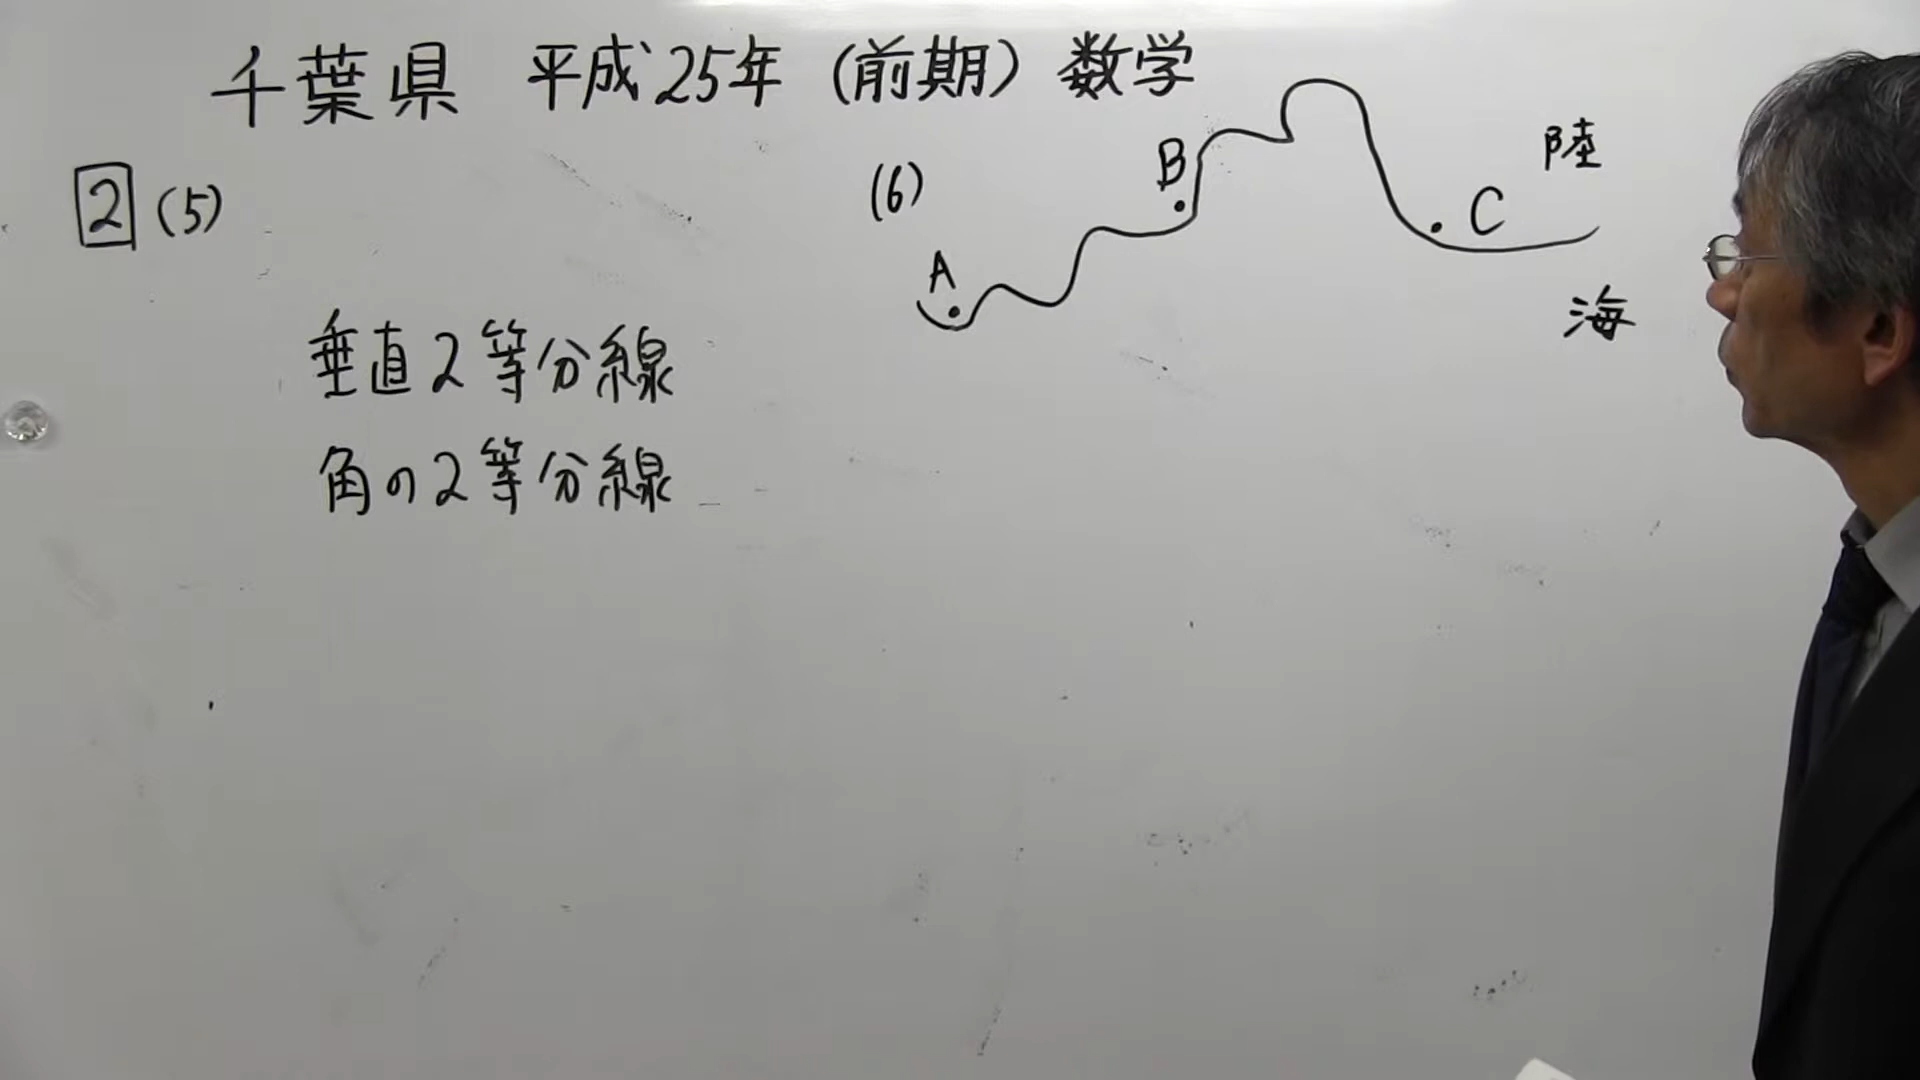 千葉県 平成25年(前期)数学
2 (5)
垂直2等分線
角の2等分線
(6)
A
B
C
陸
海